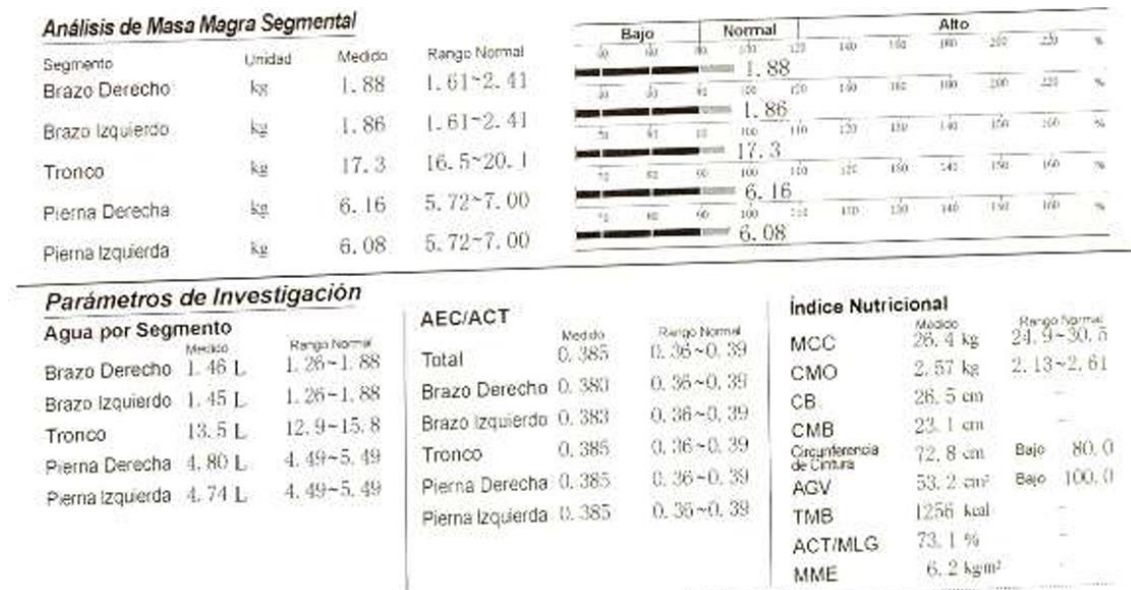 Análisis de Masa Magra Segmental
Segmento Unidad Medido Rango Normal
Brazo Derecho kg 1.88 1.61~2.41
Brazo Izquierdo kg 1.86 1.61~2.41
Tronco kg 17.3 16.5~20.1
Pierna Derecha kg 6.16 5.72~7.00
Pierna Izquierda kg 6.08 5.72~7.00
Bajo Normal Alto
1.88
1.86
17.3
6.16
6.08
Parámetros de Investigación
Agua por Segmento
Medido Rango Normal
Brazo Derecho 1.46 L 1.26~1.88
Brazo Izquierdo 1.45 L 1.26~1.88
Tronco 13.5 L 12.9~15.8
Pierna Derecha 4.80 L 4.49~5.49
Pierna Izquierda 4.74 L 4.49~5.49
AEC/ACT
Medido Rango Normal
Total 0.385 0.36~0.39
Brazo Derecho 0.380 0.36~0.39
Brazo Izquierdo 0.383 0.36~0.39
Tronco 0.385 0.36~0.39
Pierna Derecha 0.385 0.36~0.39
Pierna Izquierda 0.385 0.36~0.39
Índice Nutricional
Medido Rango Normal
MCC 26.4 kg 24.9~30.5
CMO 2.57 kg 2.13~2.61
CB 26.5 cm -
CMB 23.1 cm -
Circunferencia de Cintura 72.8 cm Bajo 80.0
AGV 53.2 cm² Bajo 100.0
TMB 1256 kcal -
ACT/MLG 73.1 % -
MME 6.2 kg/m² -